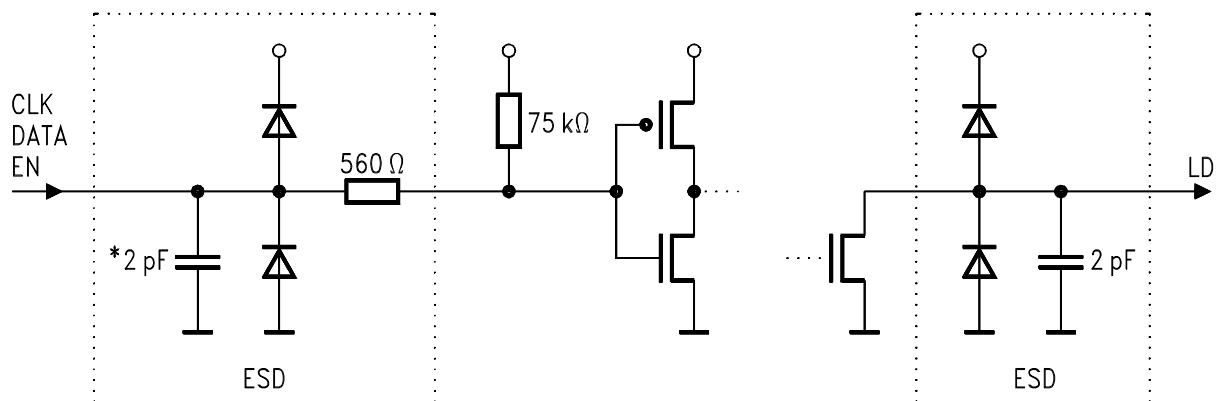 CLK
DATA
EN
560 Ω
75 kΩ
*2 pF
ESD
LD
2 pF
ESD